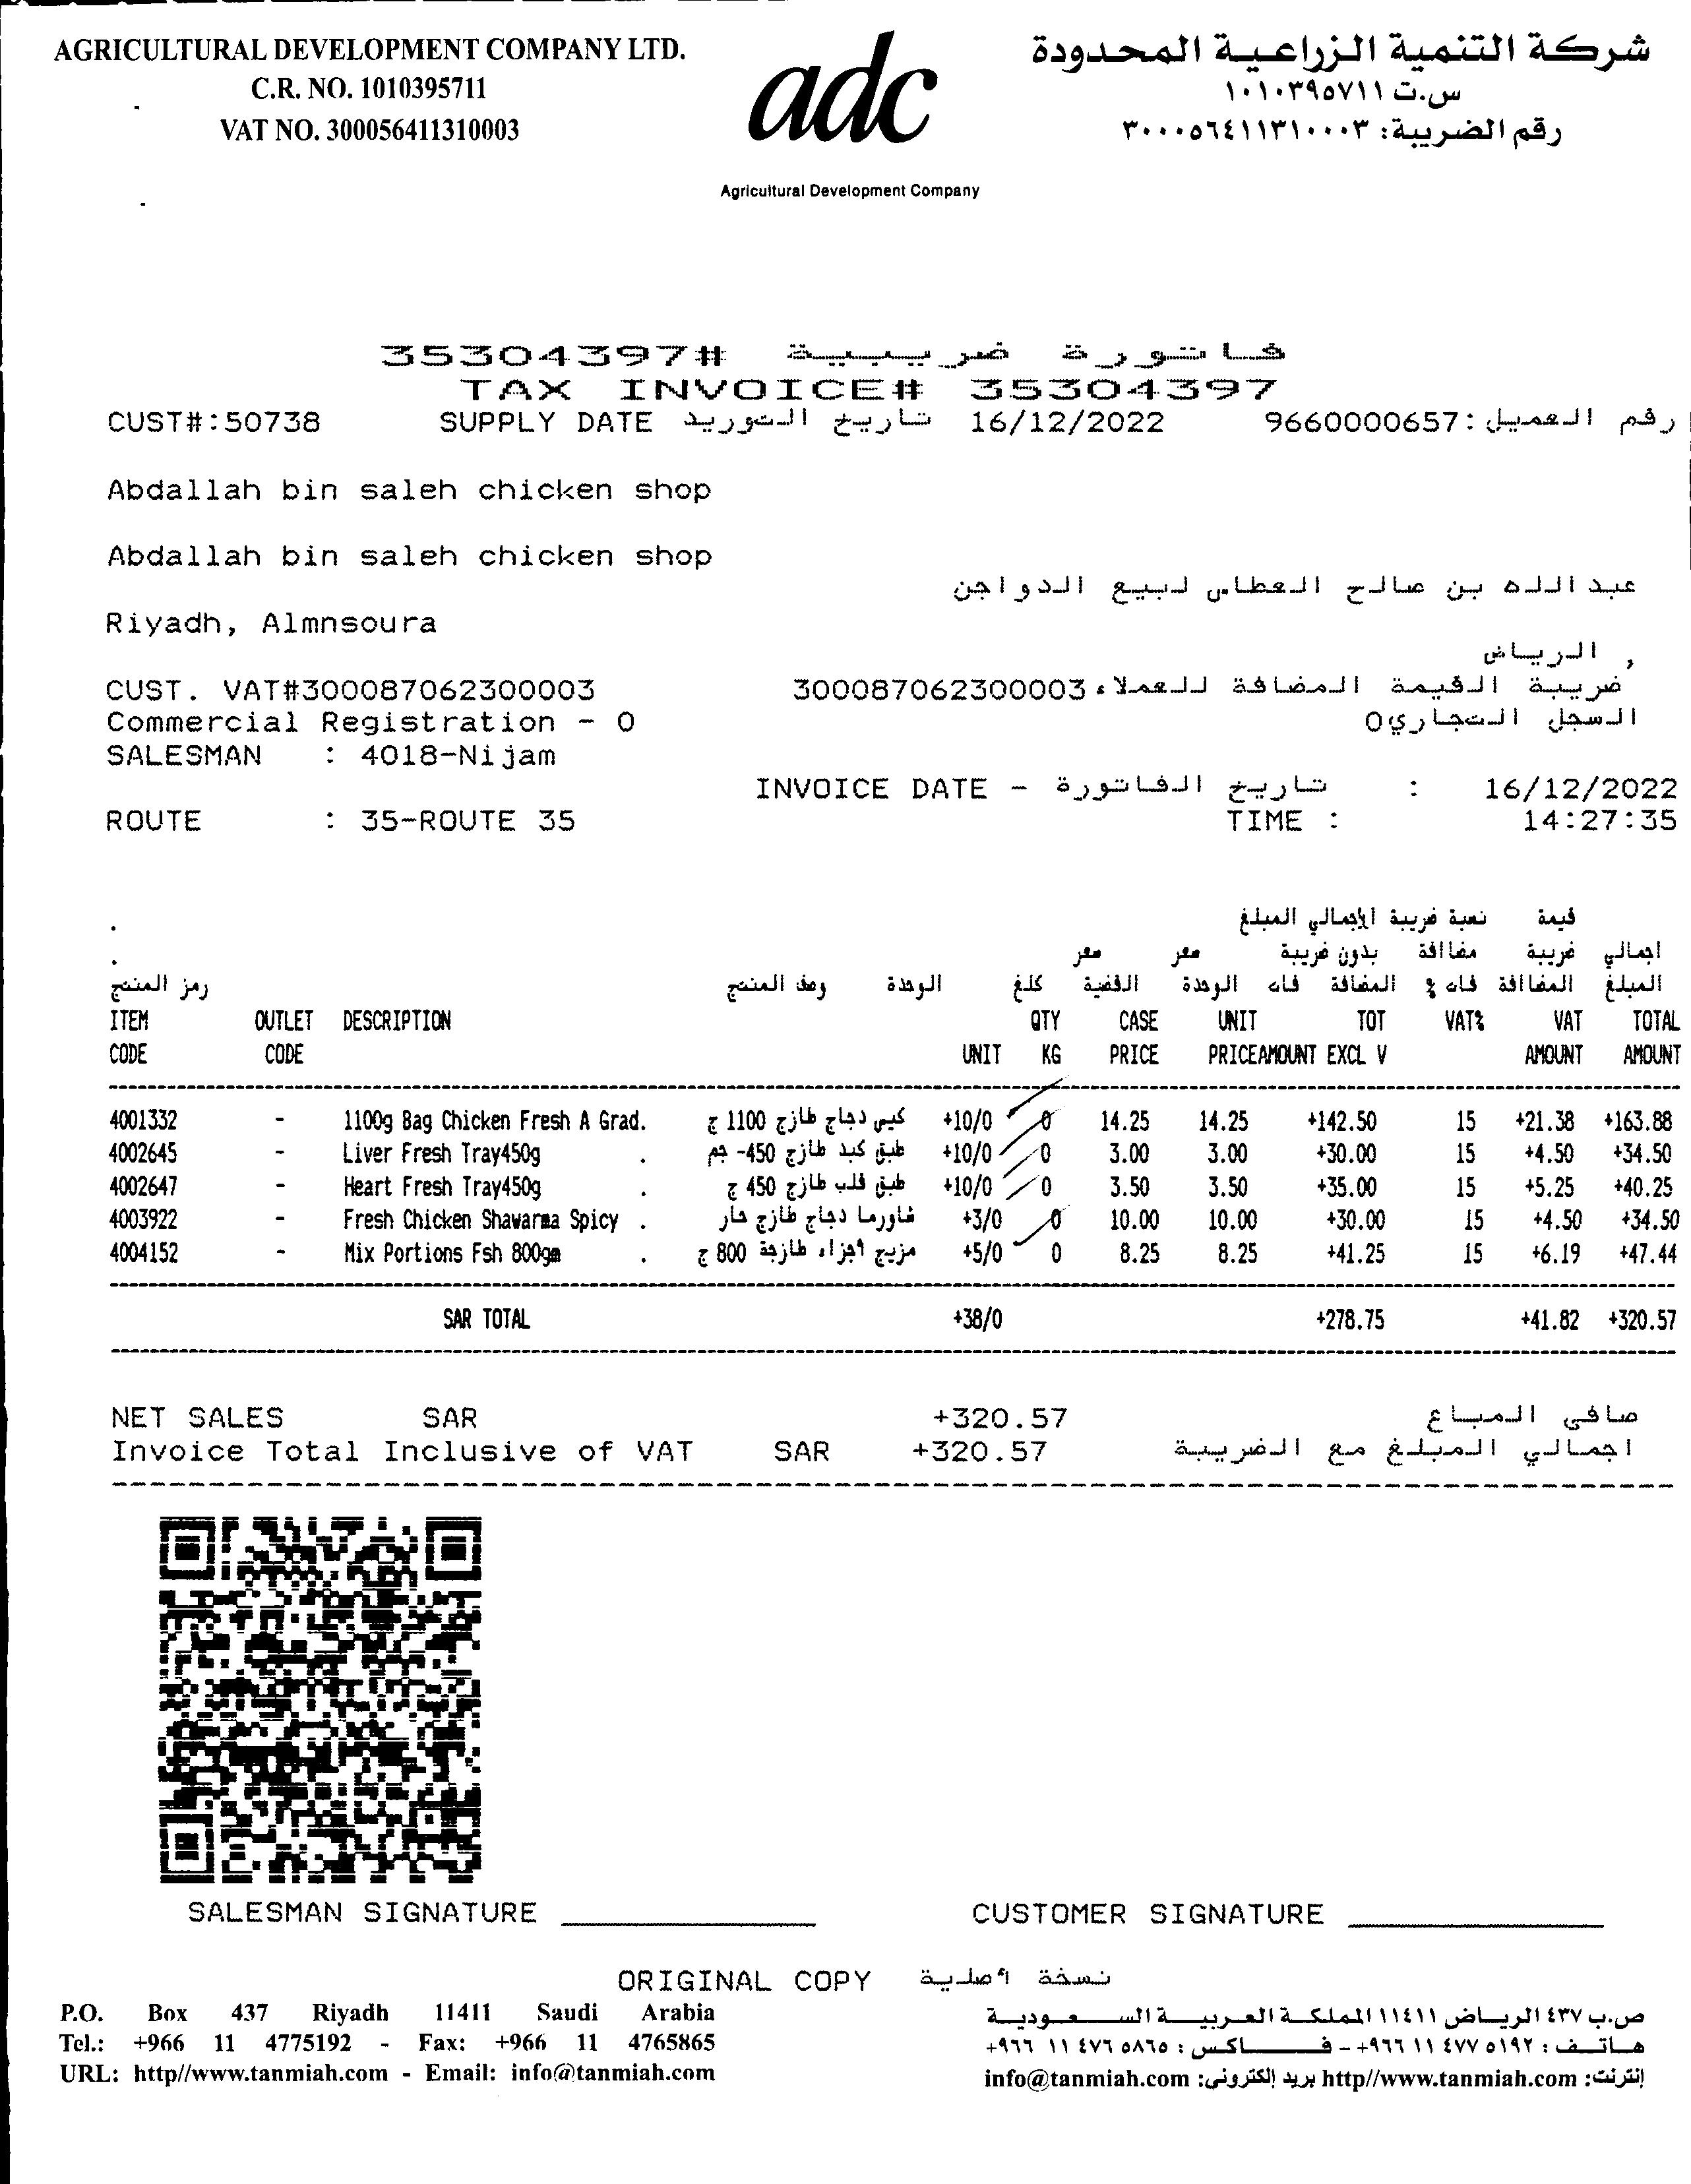 AGRICULTURAL DEVELOPMENT COMPANY LTD.
C.R. NO. 1010395711
VAT NO. 300056411310003
adc
Agricultural Development Company
شركة التنمية الزراعية المحدودة
س.ت ١٠١٠٣٩٥٧١١
رقم الضريبة: ٣٠٠٠٥٦٤١١٣١٠٠٠٣
فاتورة ضريبية #35304397
TAX INVOICE# 35304397
CUST#:50738 SUPPLY DATE تاريخ التوريد 16/12/2022 رقم العميل:9660000657
Abdallah bin saleh chicken shop
Abdallah bin saleh chicken shop
عبدالله بن صالح العطاس لبيع الدواجن
Riyadh, Almnsoura
, الرياض
CUST. VAT#300087062300003 ضريبة القيمة المضافة للعملاء 300087062300003
Commercial Registration - 0 السجل التجاري0
SALESMAN : 4018-Nijam
INVOICE DATE - تاريخ الفاتورة : 16/12/2022
ROUTE : 35-ROUTE 35 TIME : 14:27:35
قيمة نسبة ضريبة الإجمالي المبلغ
اجمالي ضريبة مضاافة بدون ضريبة سعر سعر
المبلغ المضاافة فات % المضافة فات الوحدة القضية كلغ الوحدة وصف المنتج رمز المنتج
ITEM OUTLET DESCRIPTION QTY CASE UNIT TOT VAT% VAT TOTAL
CODE CODE UNIT KG PRICE PRICEAMOUNT EXCL V AMOUNT AMOUNT
4001332 - 1100g Bag Chicken Fresh A Grad. كيس دجاج طازج 1100 ج +10/0 0 14.25 14.25 +142.50 15 +21.38 +163.88
4002645 - Liver Fresh Tray450g . طبق كبد طازج 450- جم +10/0 0 3.00 3.00 +30.00 15 +4.50 +34.50
4002647 - Heart Fresh Tray450g . طبق قلب طازج 450 ج +10/0 0 3.50 3.50 +35.00 15 +5.25 +40.25
4003922 - Fresh Chicken Shawarma Spicy . شاورما دجاج طازج حار +3/0 0 10.00 10.00 +30.00 15 +4.50 +34.50
4004152 - Mix Portions Fsh 800gm . مزيج أجزاء طازجة 800 ج +5/0 0 8.25 8.25 +41.25 15 +6.19 +47.44
SAR TOTAL +38/0 +278.75 +41.82 +320.57
NET SALES SAR +320.57 صافي المباع
Invoice Total Inclusive of VAT SAR +320.57 اجمالي المبلغ مع الضريبة
SALESMAN SIGNATURE CUSTOMER SIGNATURE
ORIGINAL COPY نسخة أصلية
P.O. Box 437 Riyadh 11411 Saudi Arabia
Tel.: +966 11 4775192 - Fax: +966 11 4765865
URL: http//www.tanmiah.com - Email: info@tanmiah.com
ص.ب ٤٣٧ الرياض ١١٤١١ المملكة العربية السعودية
هاتف: ٥١٩٢ ٤٧٧ ١١ ٩٦٦+ - فاكس: ٥٨٦٥ ٤٧٦ ١١ ٩٦٦+
إنترنت: http//www.tanmiah.com بريد إلكتروني: info@tanmiah.com